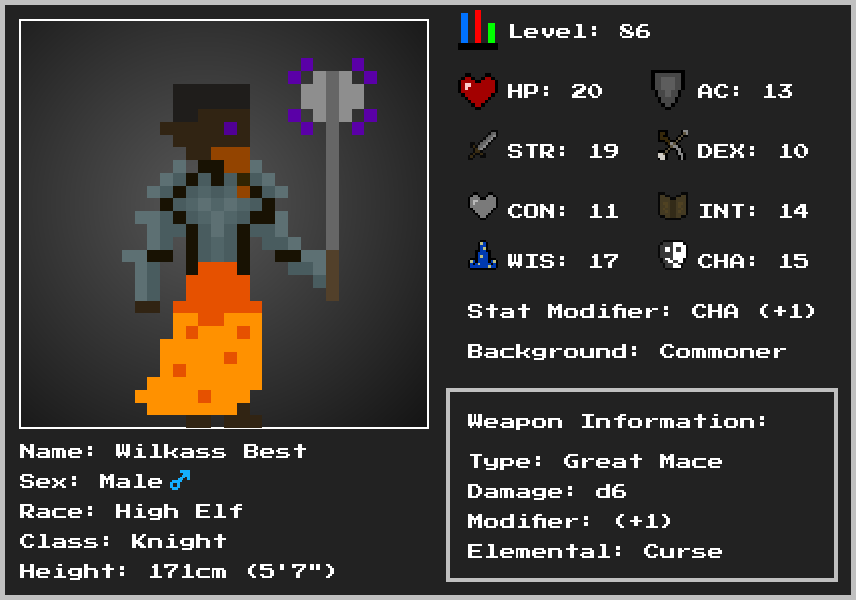 Level: 86
HP: 20
AC: 13
STR: 19
DEX: 10
CON: 11
INT: 14
WIS: 17
CHA: 15
Stat Modifier: CHA (+1)
Background: Commoner
Weapon Information:
Type: Great Mace
Damage: d6
Modifier: (+1)
Elemental: Curse
Name: Wilkass Best
Sex: Male♂
Race: High Elf
Class: Knight
Height: 171cm (5'7")